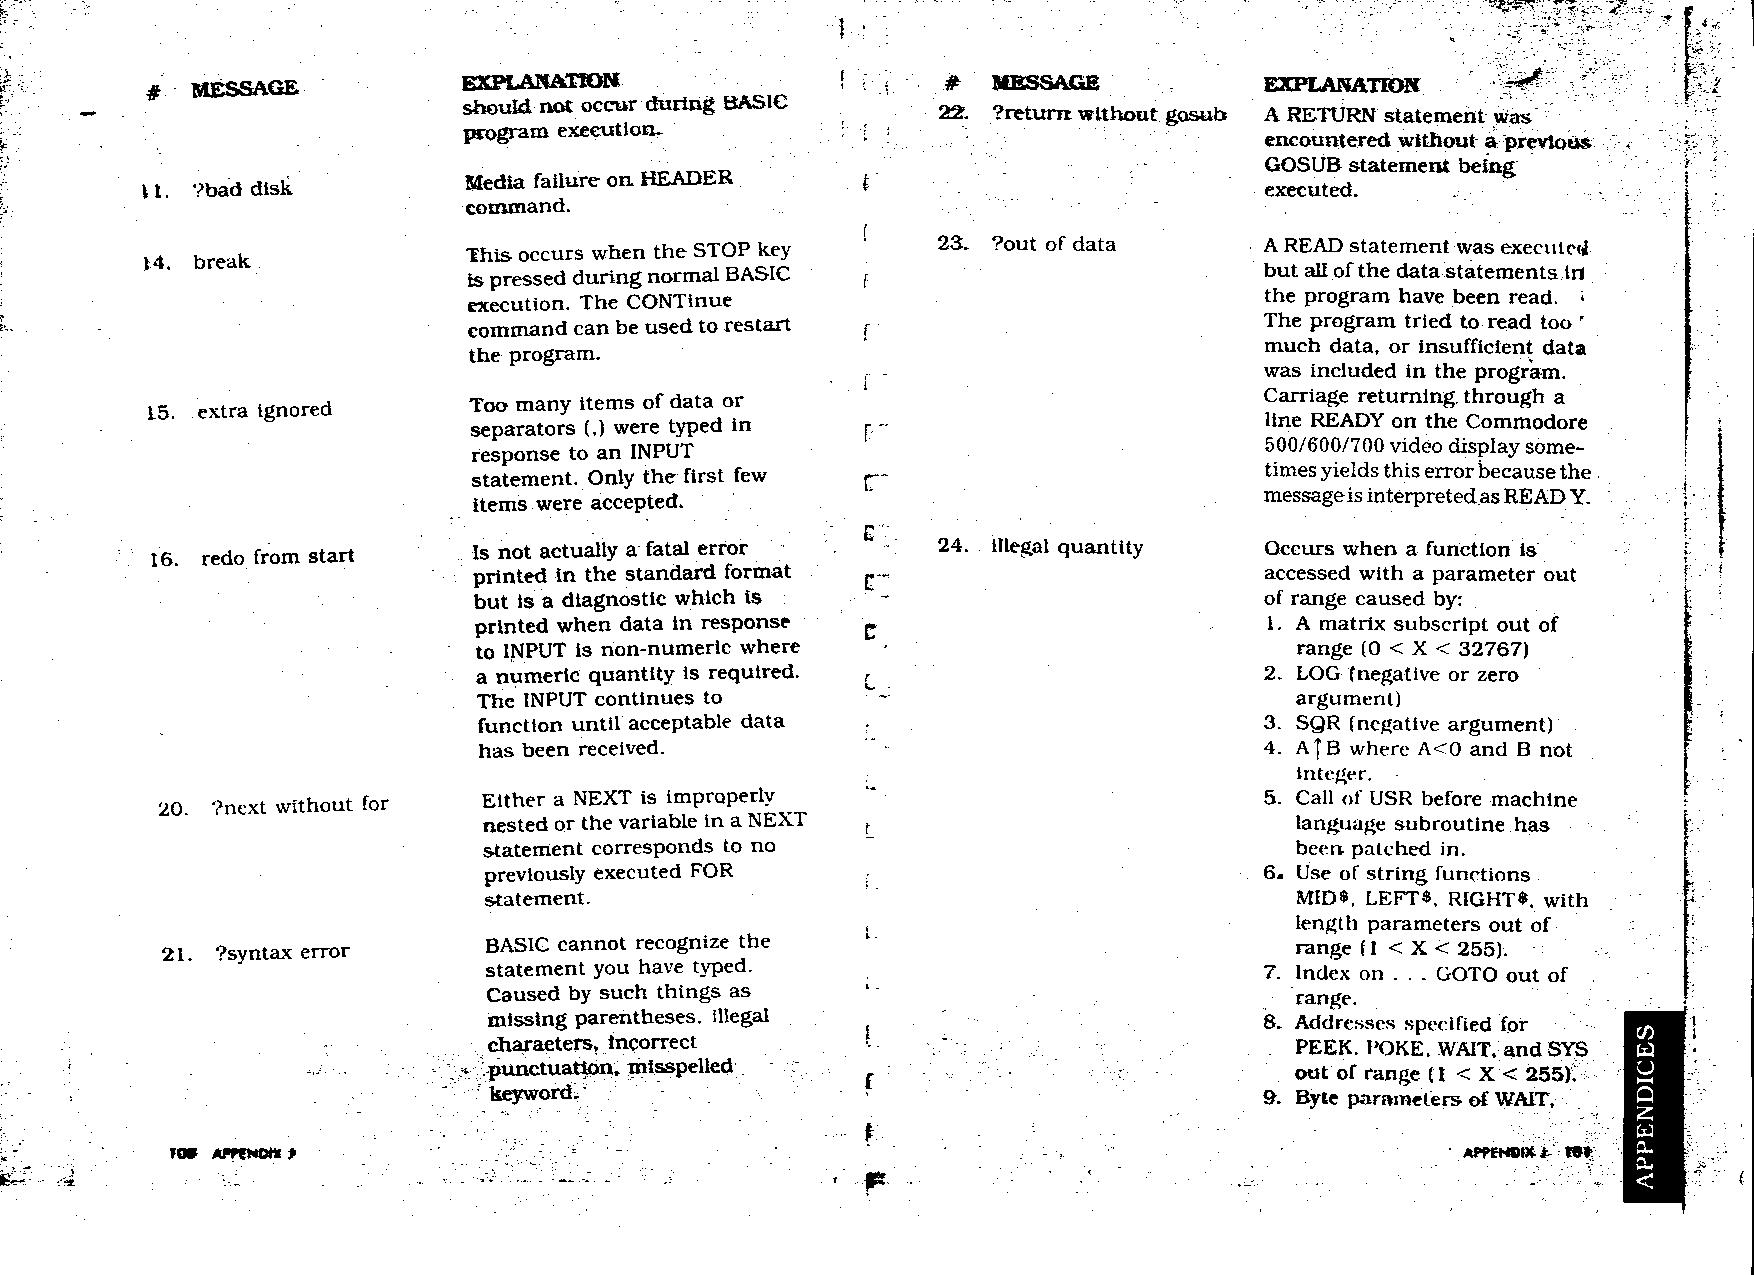 # MESSAGE EXPLANATION
should not occur during BASIC
program execution.
11. ?bad disk Media failure on HEADER
command.
14. break This occurs when the STOP key
is pressed during normal BASIC
execution. The CONTinue
command can be used to restart
the program.
15. extra ignored Too many items of data or
separators (,) were typed in
response to an INPUT
statement. Only the first few
items were accepted.
16. redo from start Is not actually a fatal error
printed in the standard format
but is a diagnostic which is
printed when data in response
to INPUT is non-numeric where
a numeric quantity is required.
The INPUT continues to
function until acceptable data
has been received.
20. ?next without for Either a NEXT is improperly
nested or the variable in a NEXT
statement corresponds to no
previously executed FOR
statement.
21. ?syntax error BASIC cannot recognize the
statement you have typed.
Caused by such things as
missing parentheses, illegal
characters, incorrect
punctuation, misspelled
keyword.
APPENDIX
# MESSAGE EXPLANATION
22. ?return without gosub A RETURN statement was
encountered without a previous
GOSUB statement being
executed.
23. ?out of data A READ statement was executed
but all of the data statements in
the program have been read.
The program tried to read too
much data, or insufficient data
was included in the program.
Carriage returning through a
line READY on the Commodore
500/600/700 video display some-
times yields this error because the
message is interpreted as READ Y.
24. illegal quantity Occurs when a function is
accessed with a parameter out
of range caused by:
1. A matrix subscript out of
range (0 < X < 32767)
2. LOG (negative or zero
argument)
3. SQR (negative argument)
4. A↑B where A<0 and B not
integer.
5. Call of USR before machine
language subroutine has
been patched in.
6. Use of string functions
MID$, LEFT$, RIGHT$, with
length parameters out of
range (1 < X < 255).
7. Index on . . . GOTO out of
range.
8. Addresses specified for
PEEK, POKE, WAIT, and SYS
out of range (1 < X < 255).
9. Byte parameters of WAIT,
APPENDIX
APPENDICES